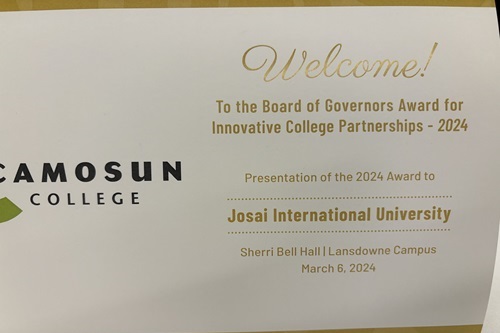 Welcome!
To the Board of Governors Award for
Innovative College Partnerships - 2024
CAMOSUN
COLLEGE
Presentation of the 2024 Award to
Josai International University
Sherri Bell Hall | Lansdowne Campus
March 6, 2024